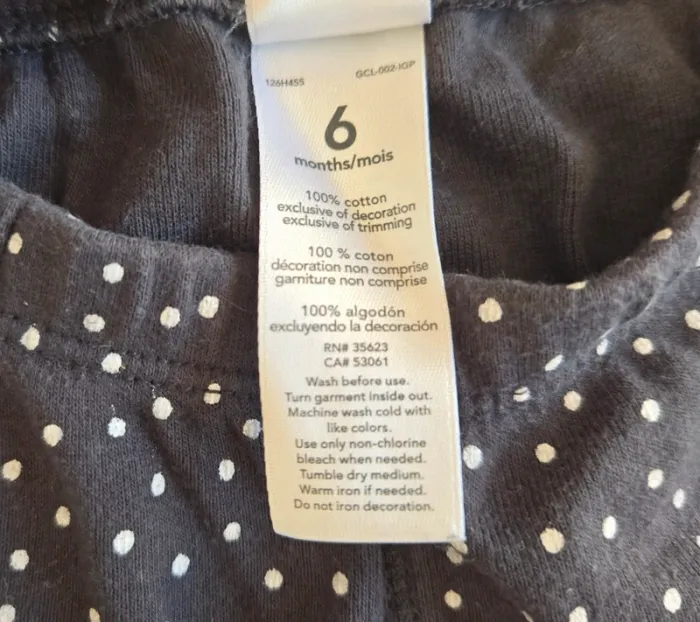 126H455 GCL-002-IGP
6
months/mois
100% cotton
exclusive of decoration
exclusive of trimming
100 % coton
décoration non comprise
garniture non comprise
100% algodón
excluyendo la decoración
RN# 35623
CA# 53061
Wash before use.
Turn garment inside out.
Machine wash cold with
like colors.
Use only non-chlorine
bleach when needed.
Tumble dry medium.
Warm iron if needed.
Do not iron decoration.